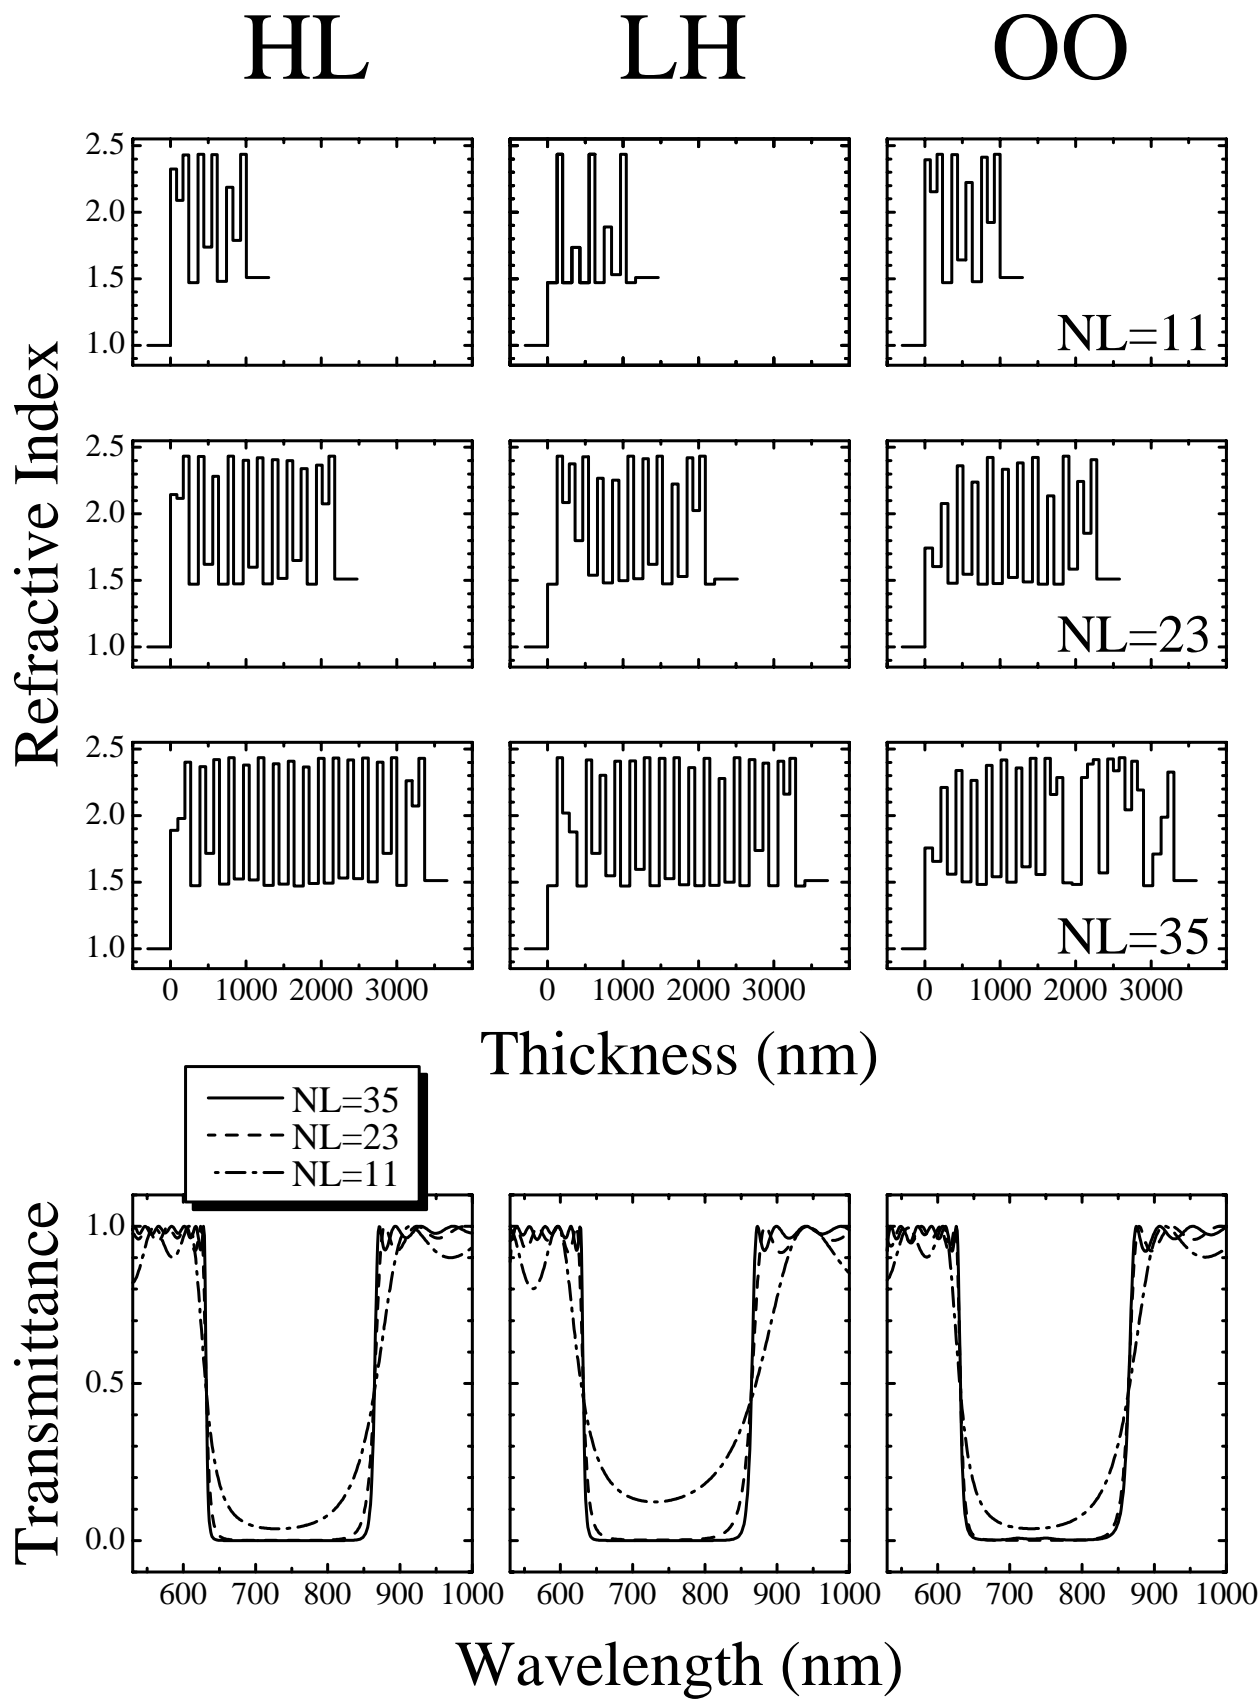 HL LH OO
2.5
2.0
1.5
1.0
NL=11
2.5
2.0
1.5
1.0
NL=23
2.5
2.0
1.5
1.0
NL=35
Refractive Index
0 1000 2000 3000 0 1000 2000 3000 0 1000 2000 3000
Thickness (nm)
NL=35
NL=23
NL=11
1.0
0.5
0.0
Transmittance
600 700 800 900 1000 600 700 800 900 1000 600 700 800 900 1000
Wavelength (nm)